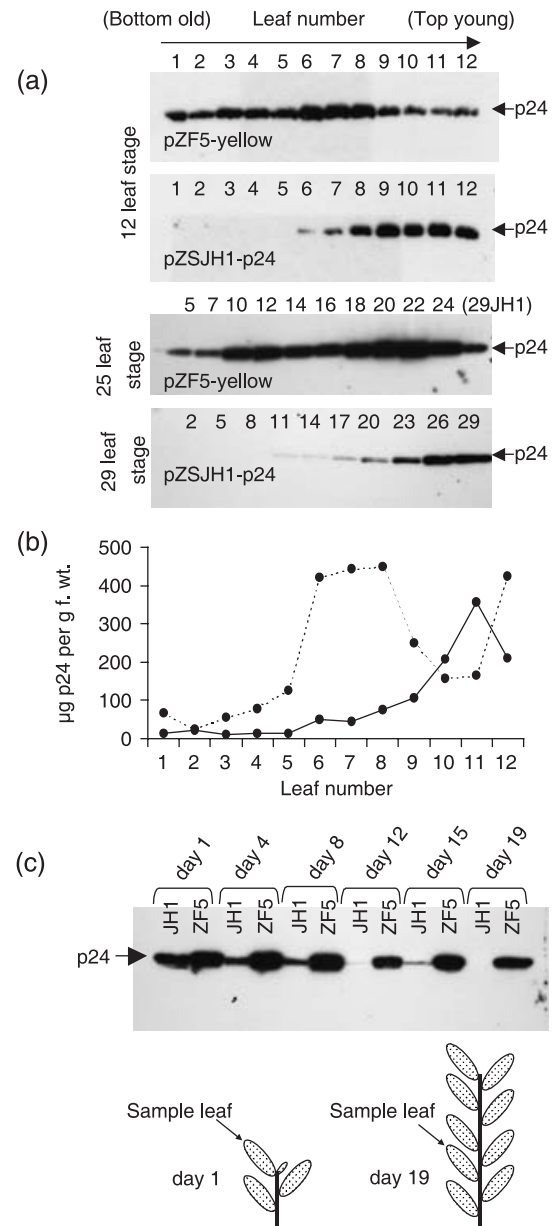 (Bottom old) Leaf number (Top young)
1 2 3 4 5 6 7 8 9 10 11 12
(a)
12 leaf stage
p24
pZF5-yellow
1 2 3 4 5 6 7 8 9 10 11 12
p24
pZSJH1-p24
5 7 10 12 14 16 18 20 22 24 (29JH1)
25 leaf stage
p24
pZF5-yellow
2 5 8 11 14 17 20 23 26 29
29 leaf stage
p24
pZSJH1-p24
(b)
µg p24 per g f. wt.
500
400
300
200
100
0
1 2 3 4 5 6 7 8 9 10 11 12
Leaf number
(c)
day 1 day 4 day 8 day 12 day 15 day 19
JH1 ZF5 JH1 ZF5 JH1 ZF5 JH1 ZF5 JH1 ZF5 JH1 ZF5
p24
Sample leaf
day 1
Sample leaf
day 19